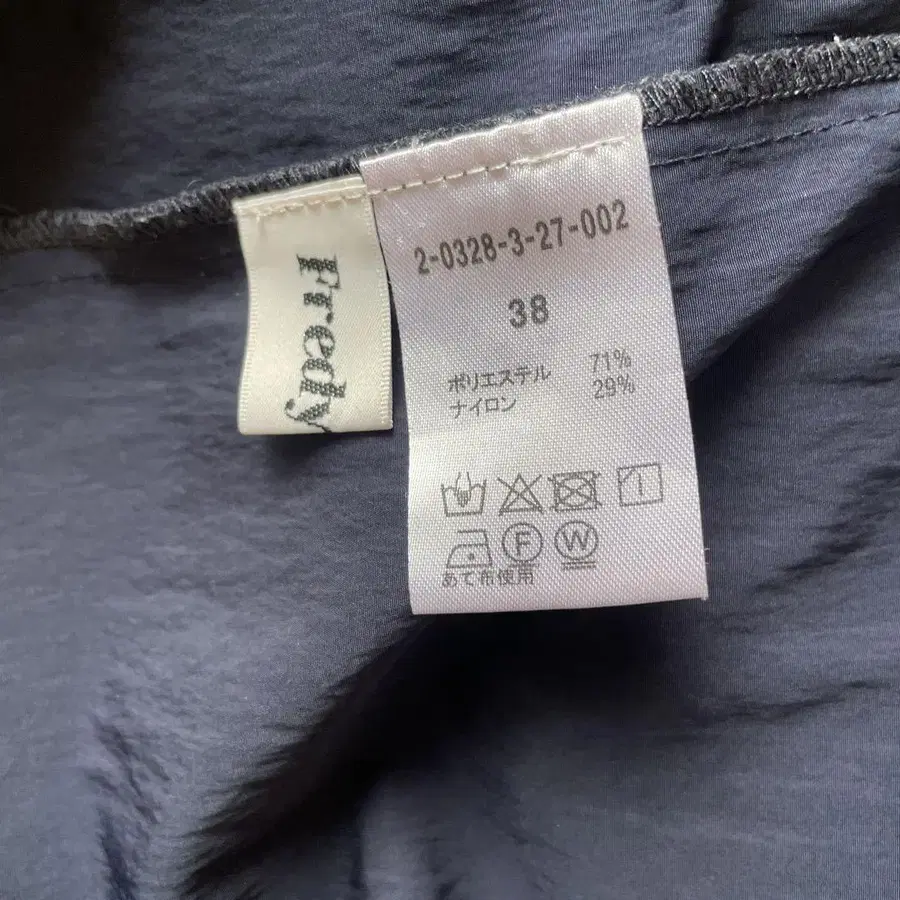 Fredy
2-0328-3-27-002
38
ポリエステル 71%
ナイロン 29%
F W
あて布使用